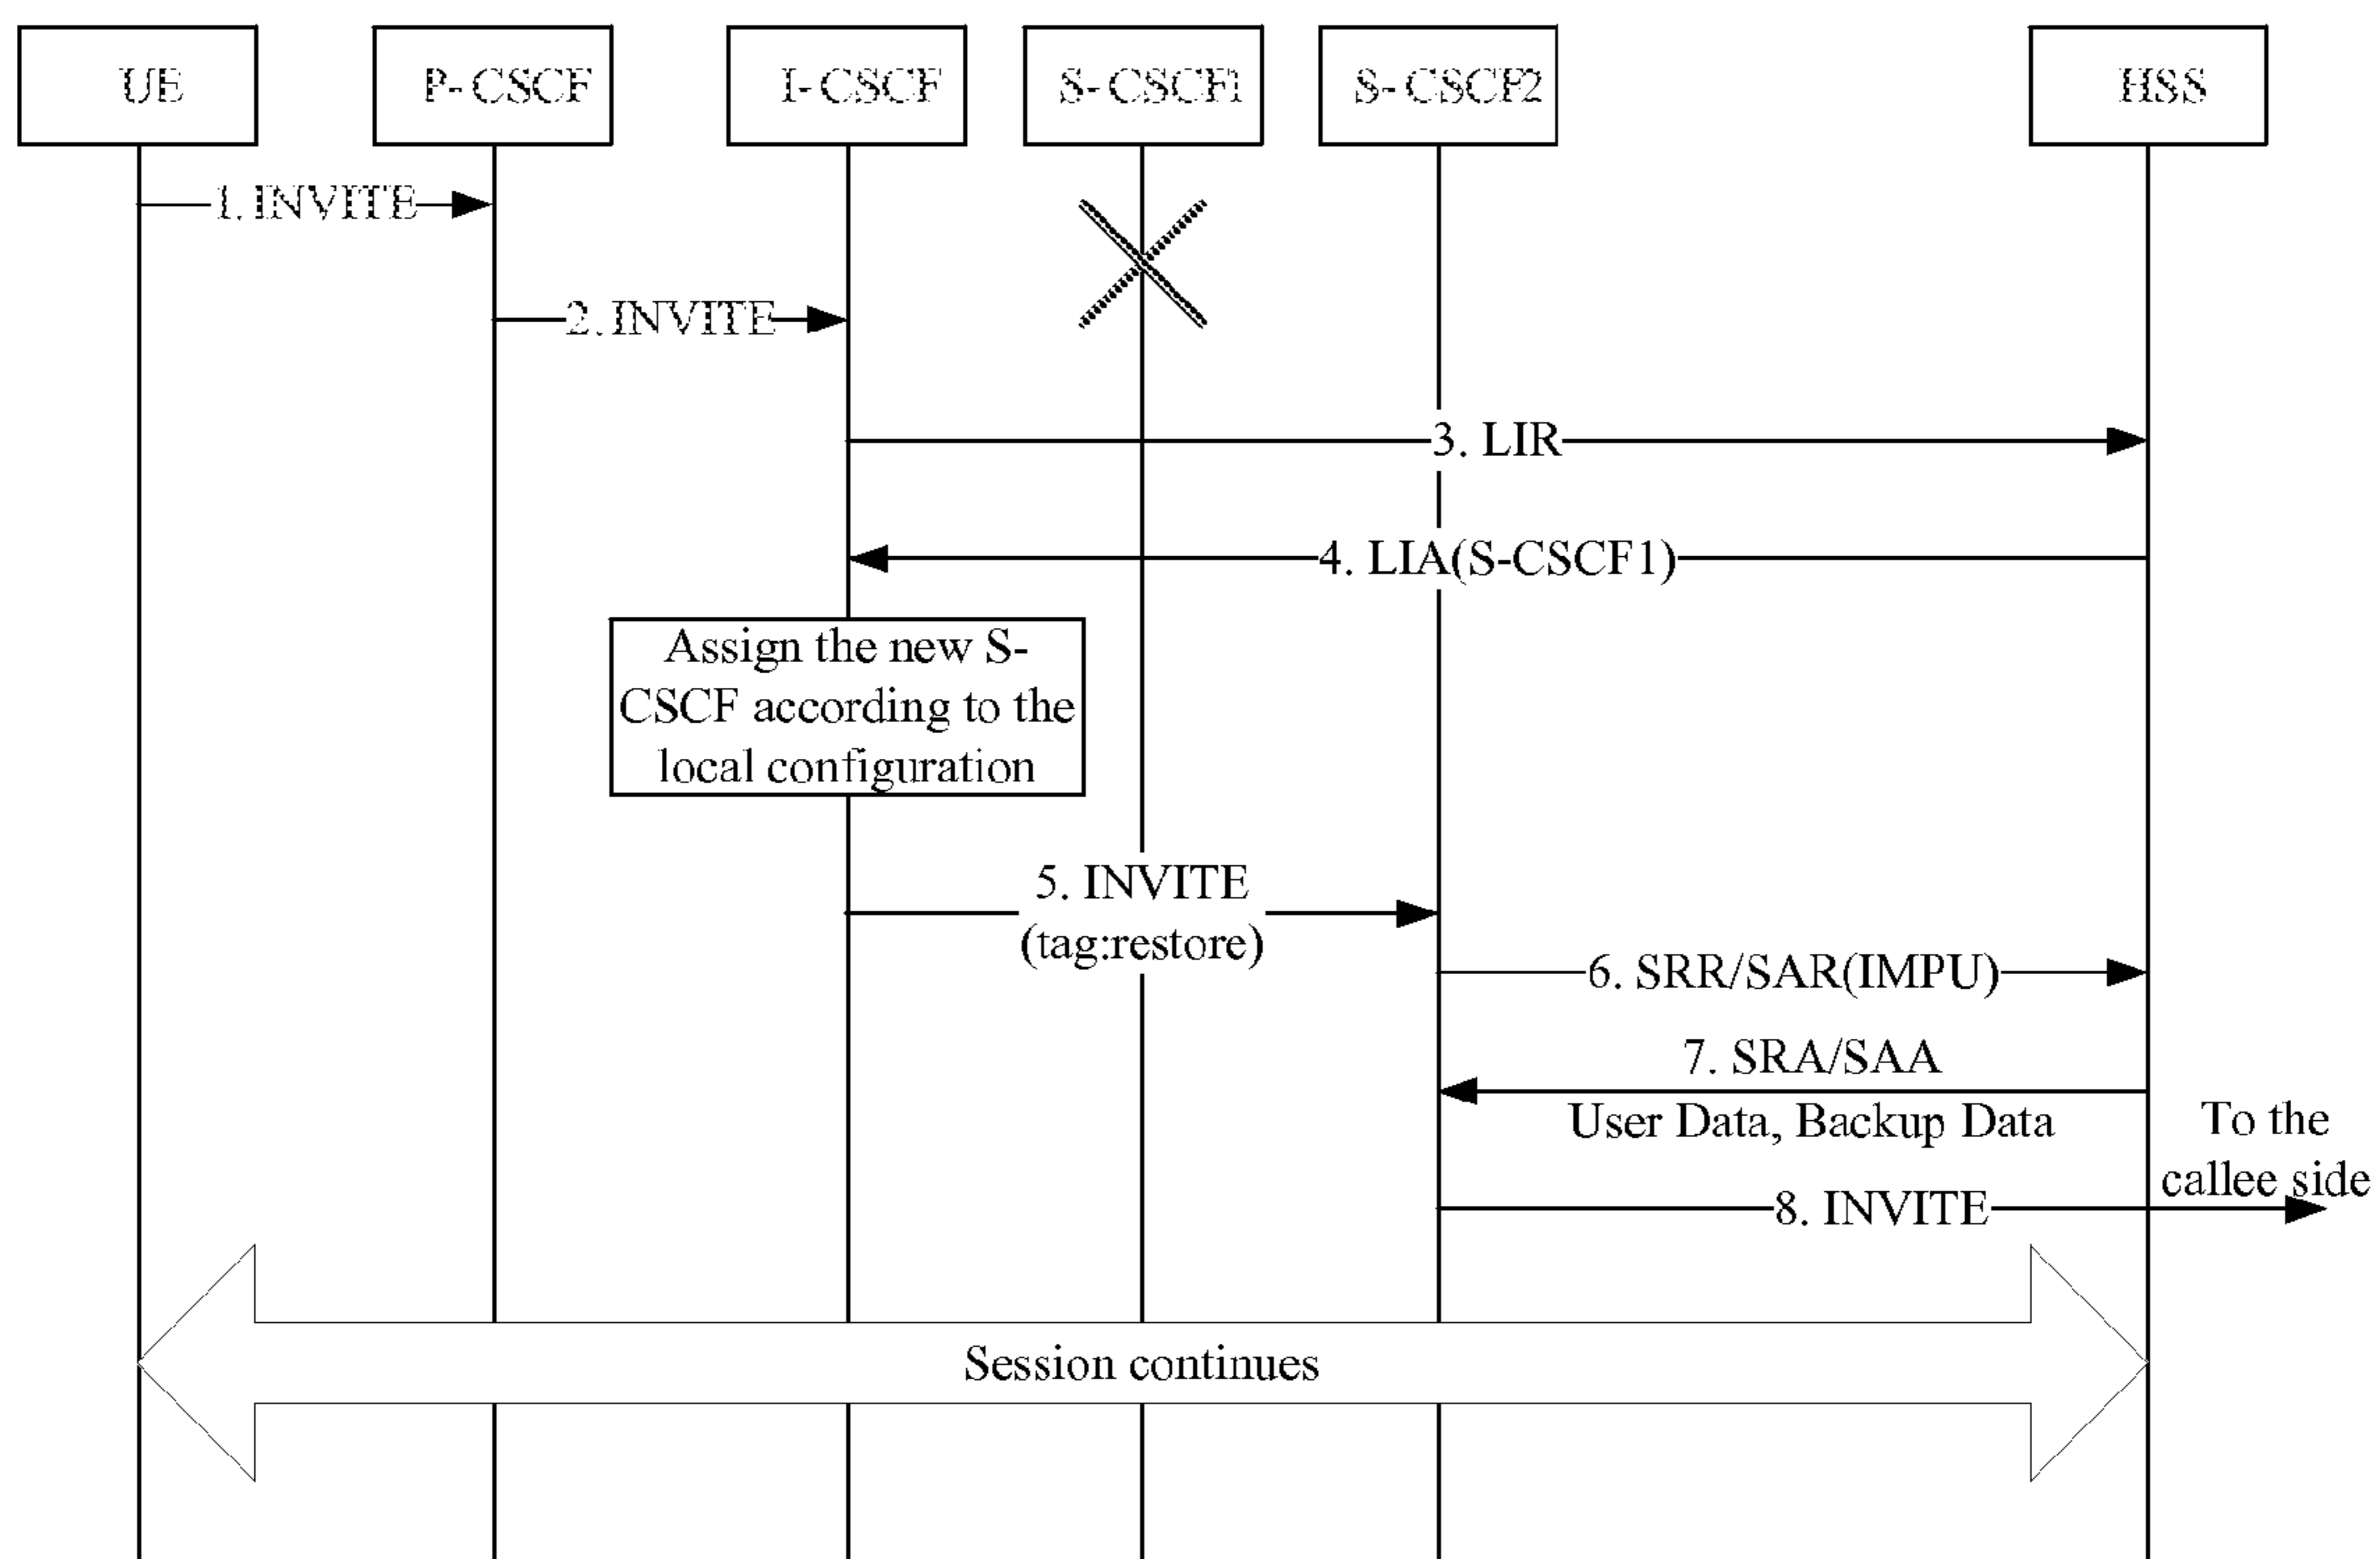 UE P-CSCF I-CSCF S-CSCF1 S-CSCF2 HSS
1. INVITE
2. INVITE
3. LIR
4. LIA(S-CSCF1)
Assign the new S-
CSCF according to the
local configuration
5. INVITE
(tag:restore)
6. SRR/SAR(IMPU)
7. SRA/SAA
User Data, Backup Data
To the
callee side
8. INVITE
Session continues